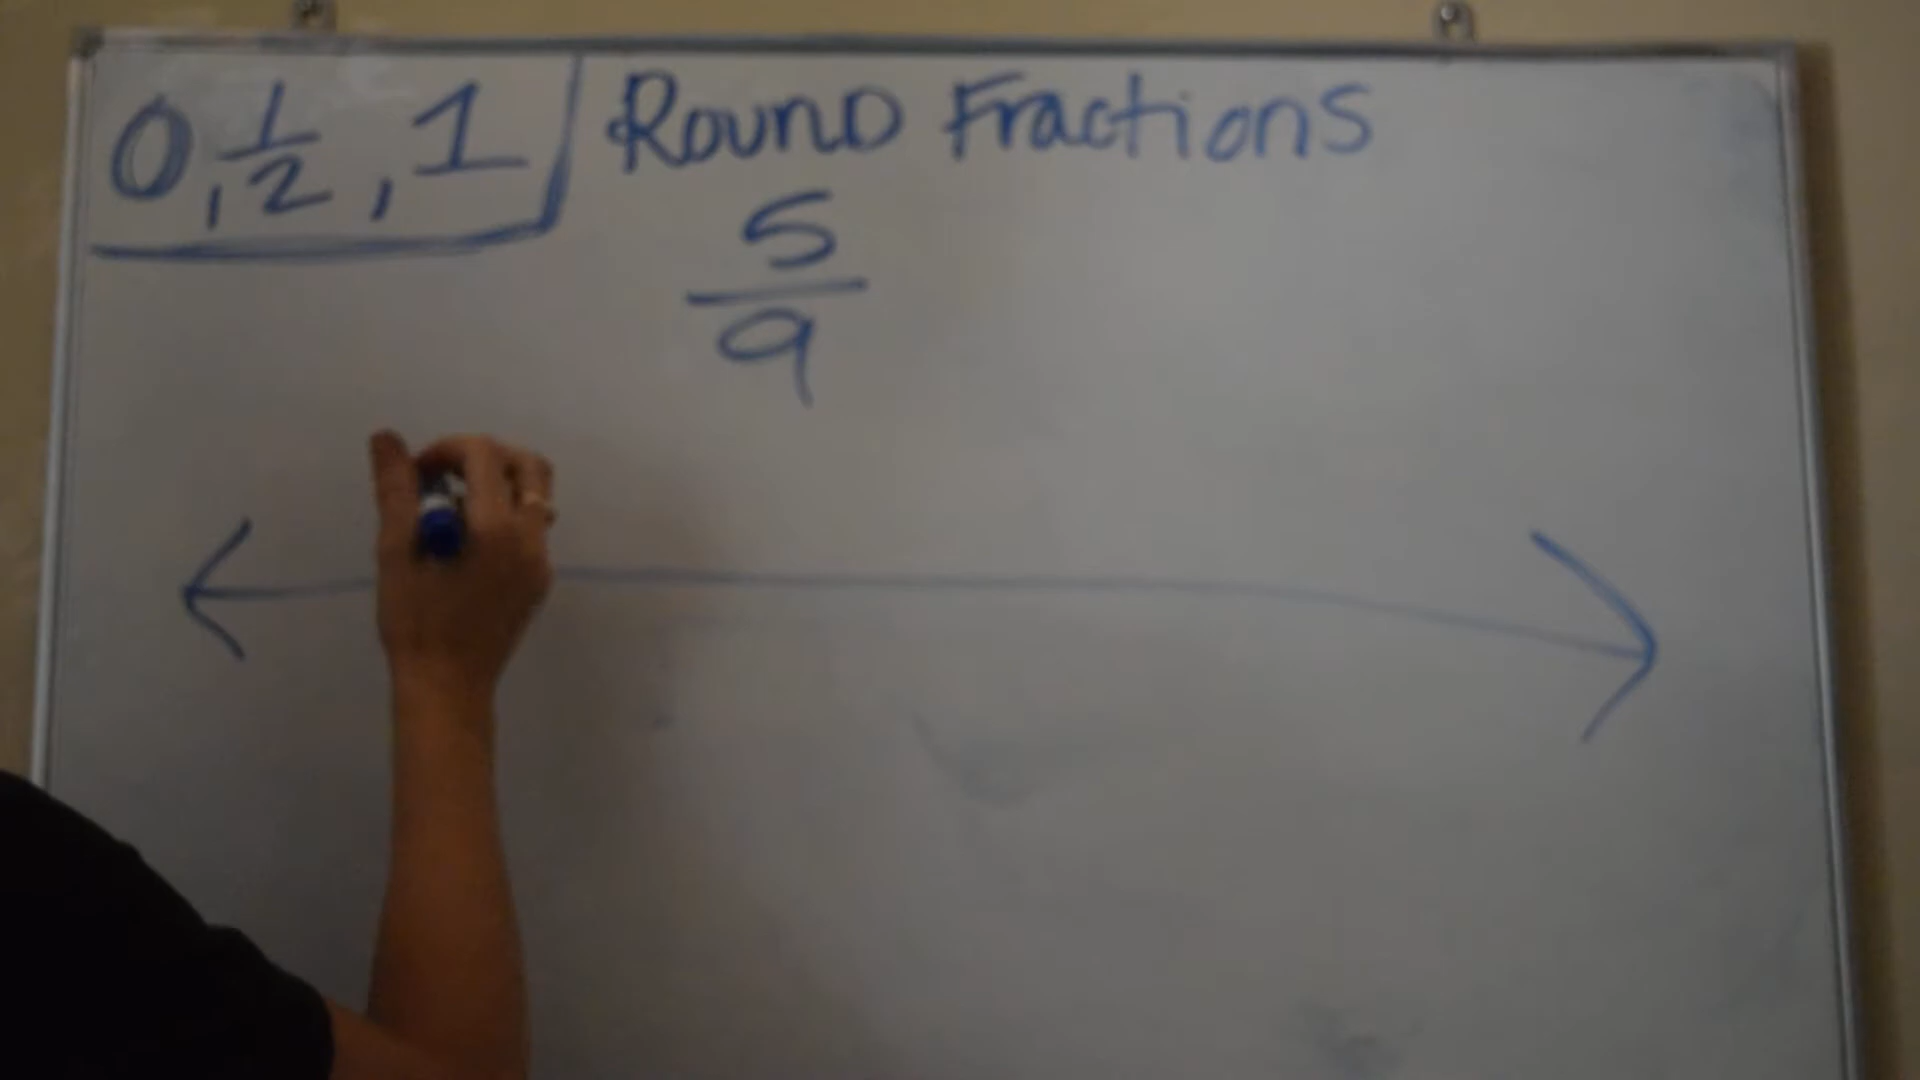 0, 1/2, 1
Round Fractions
5/9